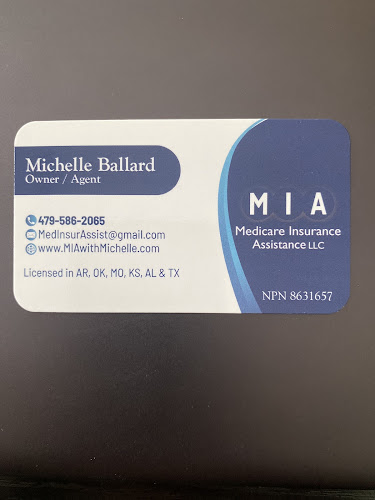 Michelle Ballard
Owner / Agent
479-586-2065
MedInsurAssist@gmail.com
www.MIAwithMichelle.com
Licensed in AR, OK, MO, KS, AL & TX
M I A
Medicare Insurance
Assistance LLC
NPN 8631657